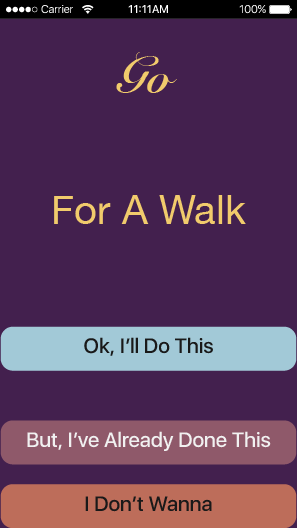 Carrier 11:11AM 100%
Go
For A Walk
Ok, I'll Do This
But, I've Already Done This
I Don't Wanna